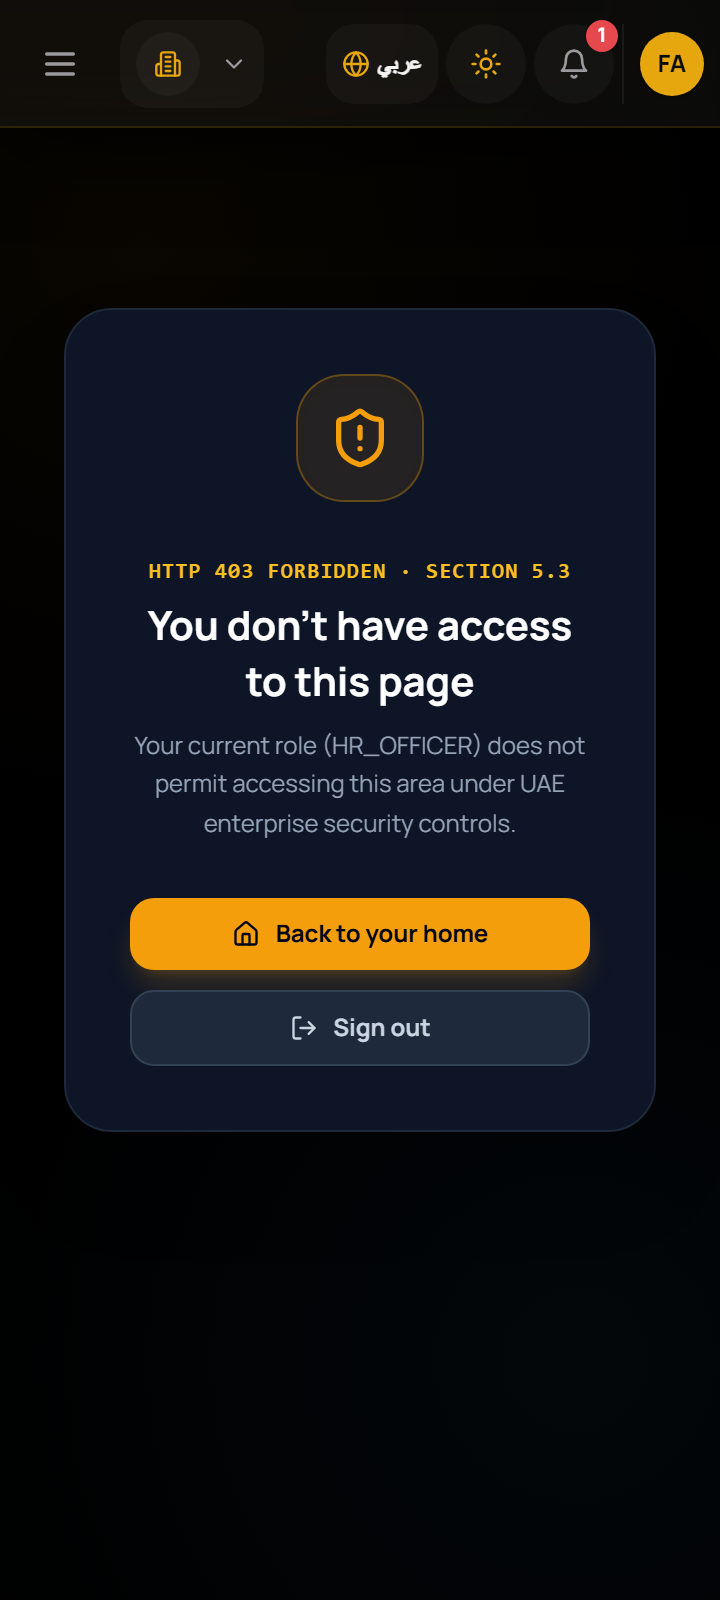 عربي
1
FA
HTTP 403 FORBIDDEN · SECTION 5.3
You don’t have access
to this page
Your current role (HR_OFFICER) does not
permit accessing this area under UAE
enterprise security controls.
Back to your home
Sign out